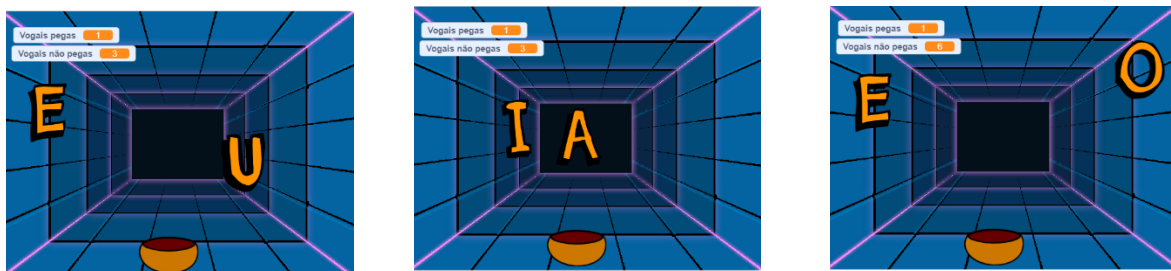 Vogais pegas 1
Vogais não pegas 3
E
U
Vogais pegas 1
Vogais não pegas 3
I A
Vogais pegas 1
Vogais não pegas 6
O
E